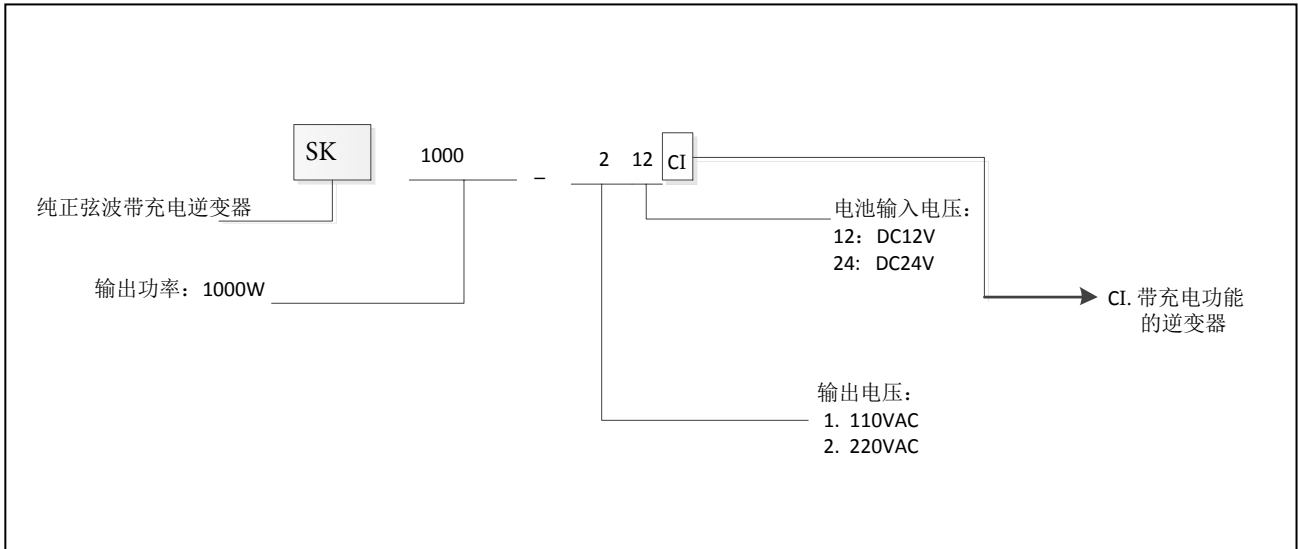 SK 1000 – 2 12 CI
纯正弦波带充电逆变器
电池输入电压：
12：DC12V
24: DC24V
输出功率：1000W
CI. 带充电功能
的逆变器
输出电压：
1. 110VAC
2. 220VAC